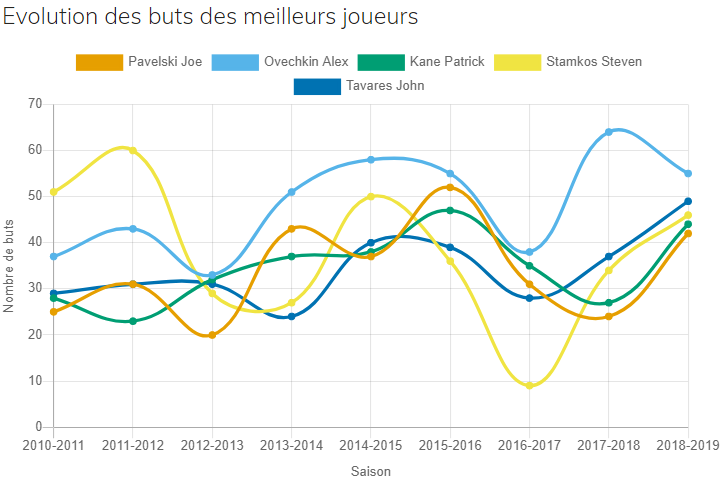 Evolution des buts des meilleurs joueurs
Pavelski Joe Ovechkin Alex Kane Patrick Stamkos Steven
Tavares John
70
60
50
40
30
20
10
0
Nombre de buts
2010-2011 2011-2012 2012-2013 2013-2014 2014-2015 2015-2016 2016-2017 2017-2018 2018-2019
Saison